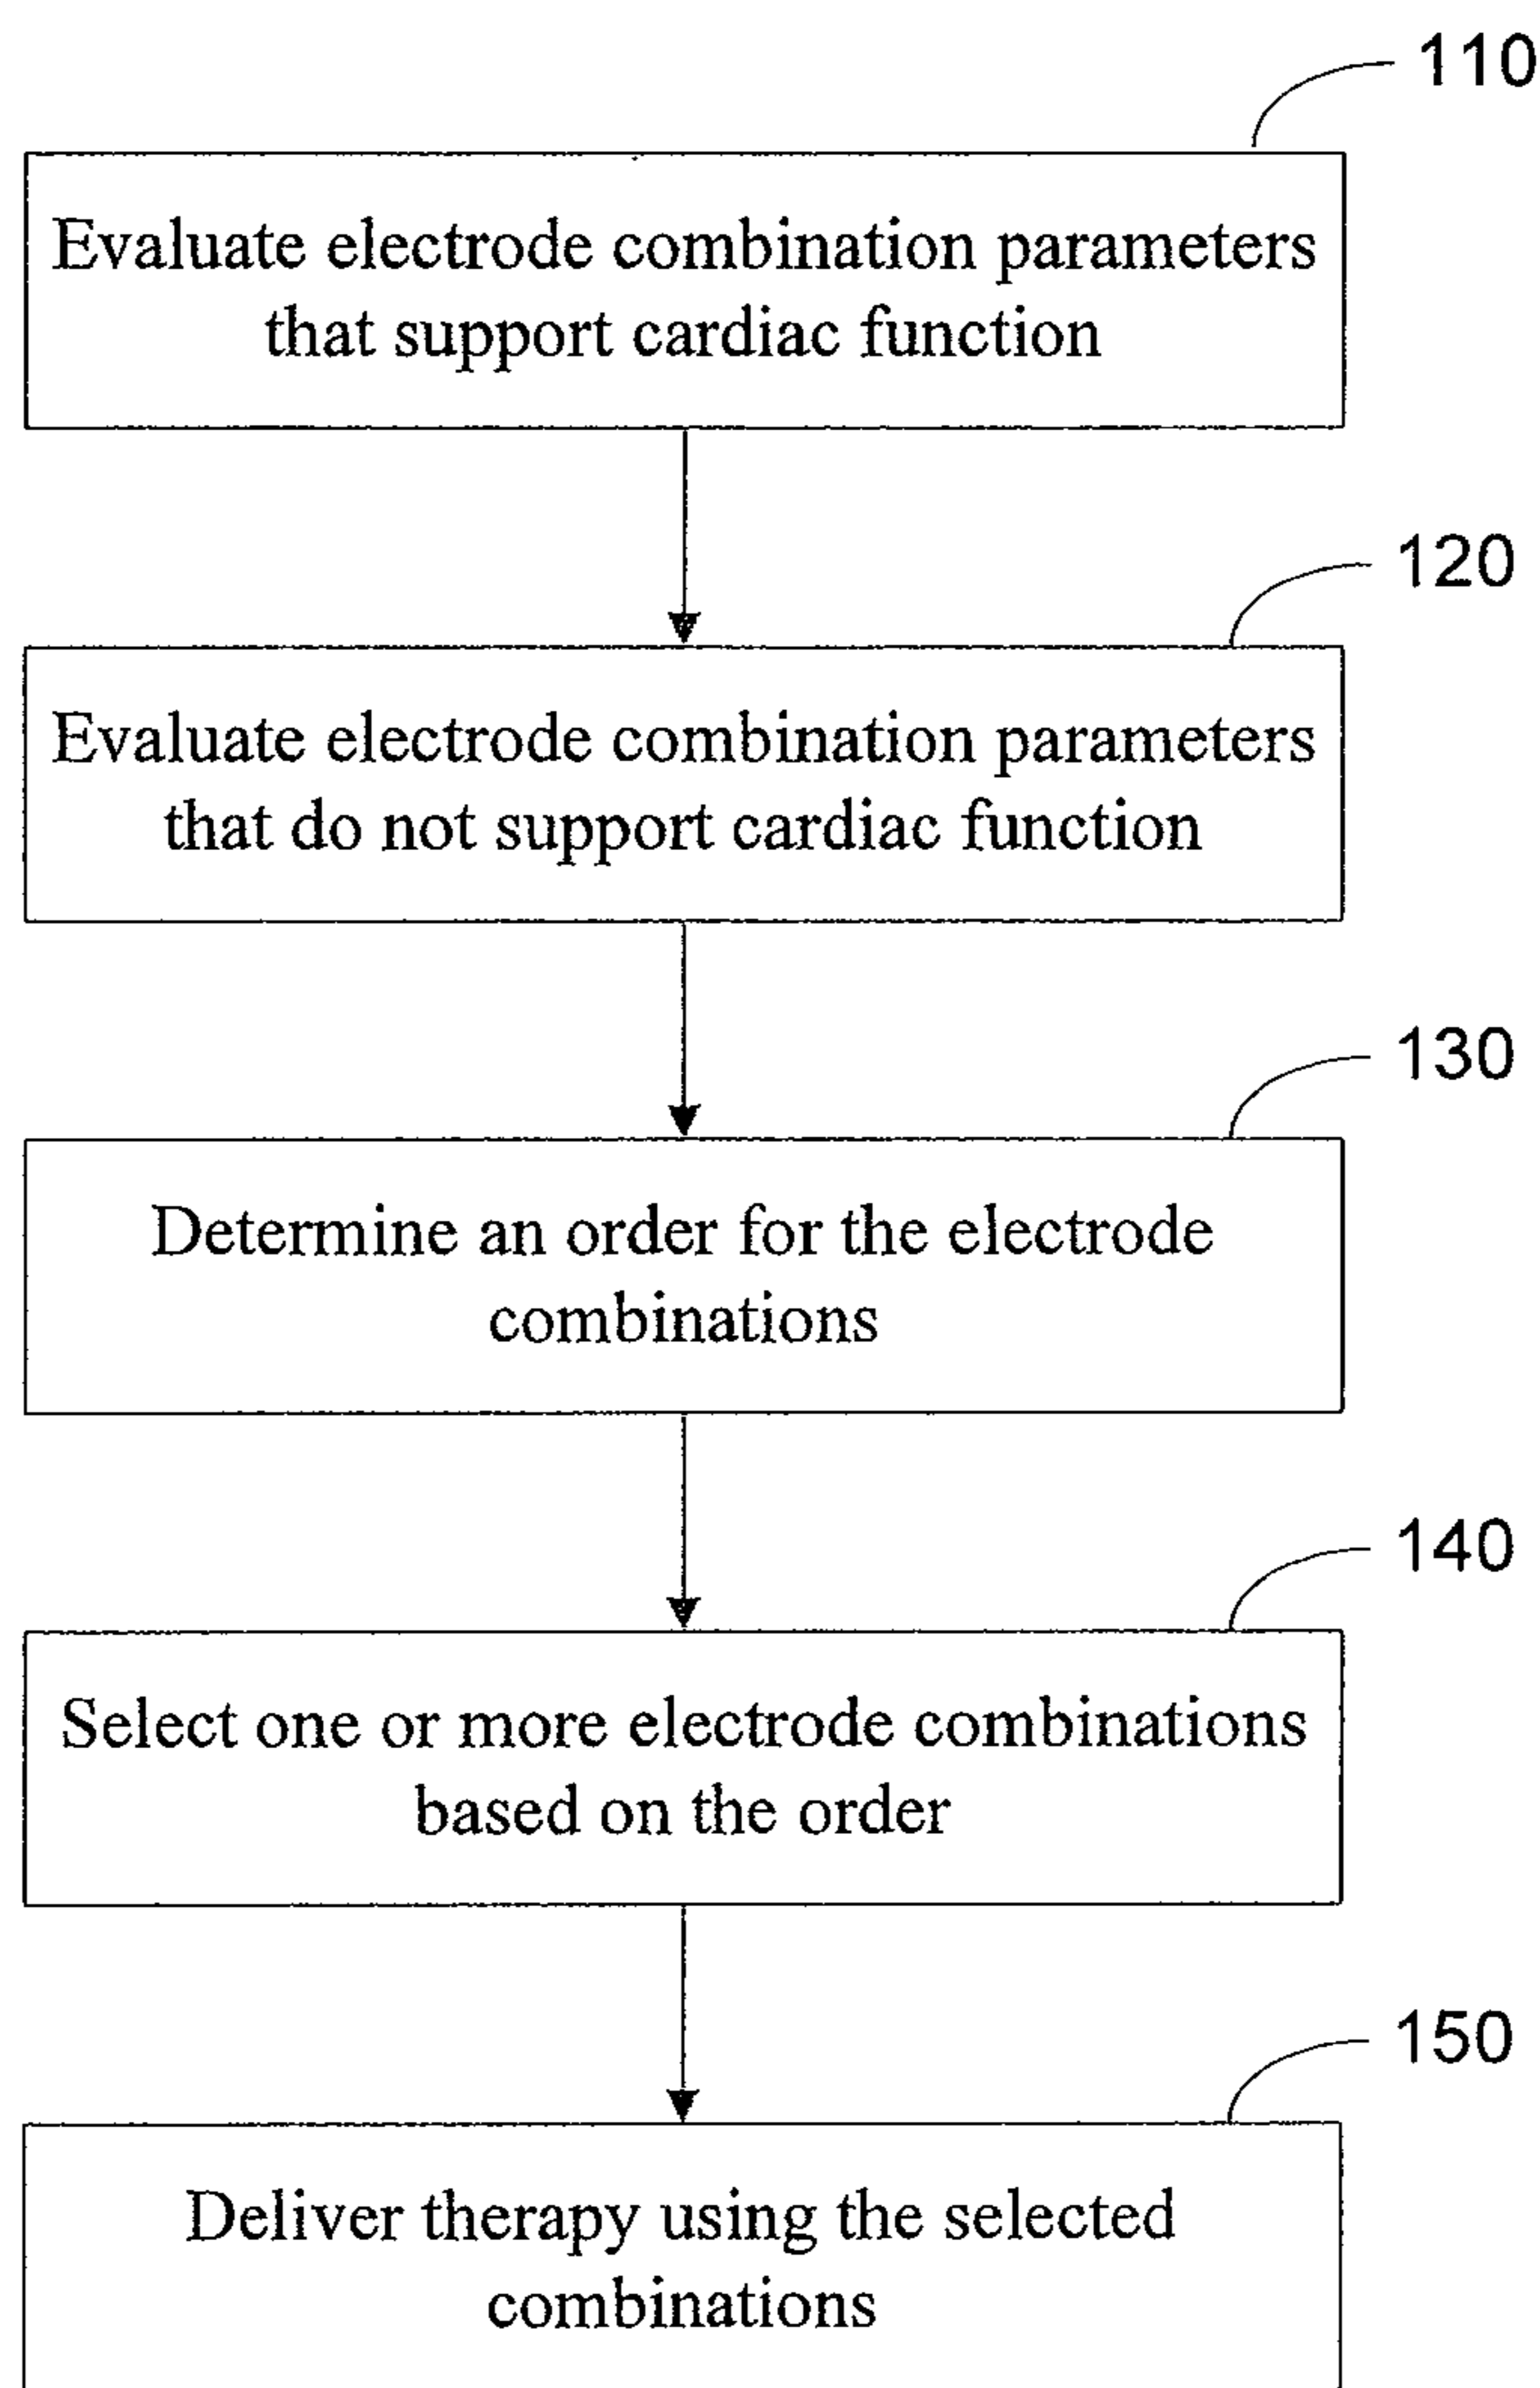 110
Evaluate electrode combination parameters
that support cardiac function
120
Evaluate electrode combination parameters
that do not support cardiac function
130
Determine an order for the electrode
combinations
140
Select one or more electrode combinations
based on the order
150
Deliver therapy using the selected
combinations